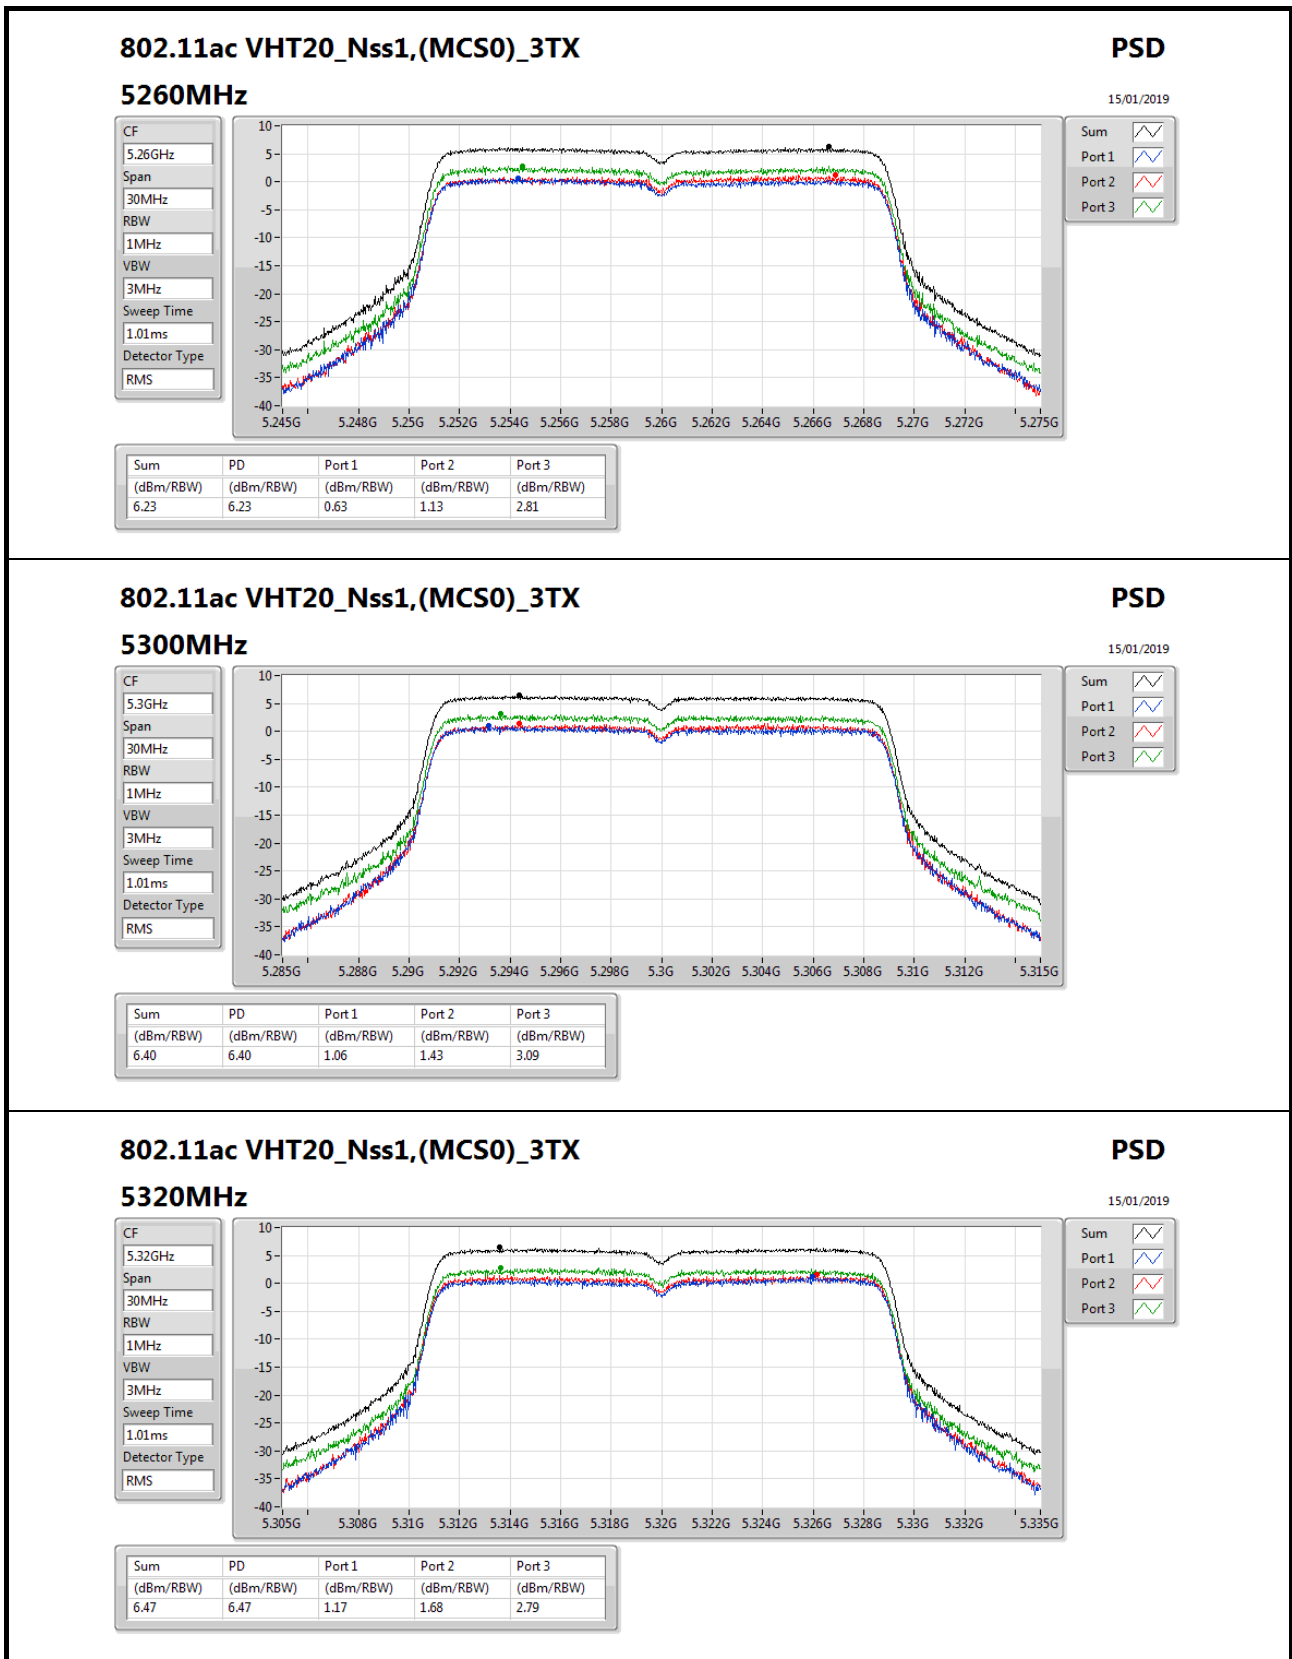 802.11ac VHT20_Nss1,(MCS0)_3TX PSD
5260MHz 15/01/2019
CF
5.26GHz
Span
30MHz
RBW
1MHz
VBW
3MHz
Sweep Time
1.01ms
Detector Type
RMS
10
5
0
-5
-10
-15
-20
-25
-30
-35
-40
5.245G 5.248G 5.25G 5.252G 5.254G 5.256G 5.258G 5.26G 5.262G 5.264G 5.266G 5.268G 5.27G 5.272G 5.275G
Sum
Port 1
Port 2
Port 3
Sum PD Port 1 Port 2 Port 3
(dBm/RBW) (dBm/RBW) (dBm/RBW) (dBm/RBW) (dBm/RBW)
6.23 6.23 0.63 1.13 2.81
802.11ac VHT20_Nss1,(MCS0)_3TX PSD
5300MHz 15/01/2019
CF
5.3GHz
Span
30MHz
RBW
1MHz
VBW
3MHz
Sweep Time
1.01ms
Detector Type
RMS
10
5
0
-5
-10
-15
-20
-25
-30
-35
-40
5.285G 5.288G 5.29G 5.292G 5.294G 5.296G 5.298G 5.3G 5.302G 5.304G 5.306G 5.308G 5.31G 5.312G 5.315G
Sum
Port 1
Port 2
Port 3
Sum PD Port 1 Port 2 Port 3
(dBm/RBW) (dBm/RBW) (dBm/RBW) (dBm/RBW) (dBm/RBW)
6.40 6.40 1.06 1.43 3.09
802.11ac VHT20_Nss1,(MCS0)_3TX PSD
5320MHz 15/01/2019
CF
5.32GHz
Span
30MHz
RBW
1MHz
VBW
3MHz
Sweep Time
1.01ms
Detector Type
RMS
10
5
0
-5
-10
-15
-20
-25
-30
-35
-40
5.305G 5.308G 5.31G 5.312G 5.314G 5.316G 5.318G 5.32G 5.322G 5.324G 5.326G 5.328G 5.33G 5.332G 5.335G
Sum
Port 1
Port 2
Port 3
Sum PD Port 1 Port 2 Port 3
(dBm/RBW) (dBm/RBW) (dBm/RBW) (dBm/RBW) (dBm/RBW)
6.47 6.47 1.17 1.68 2.79